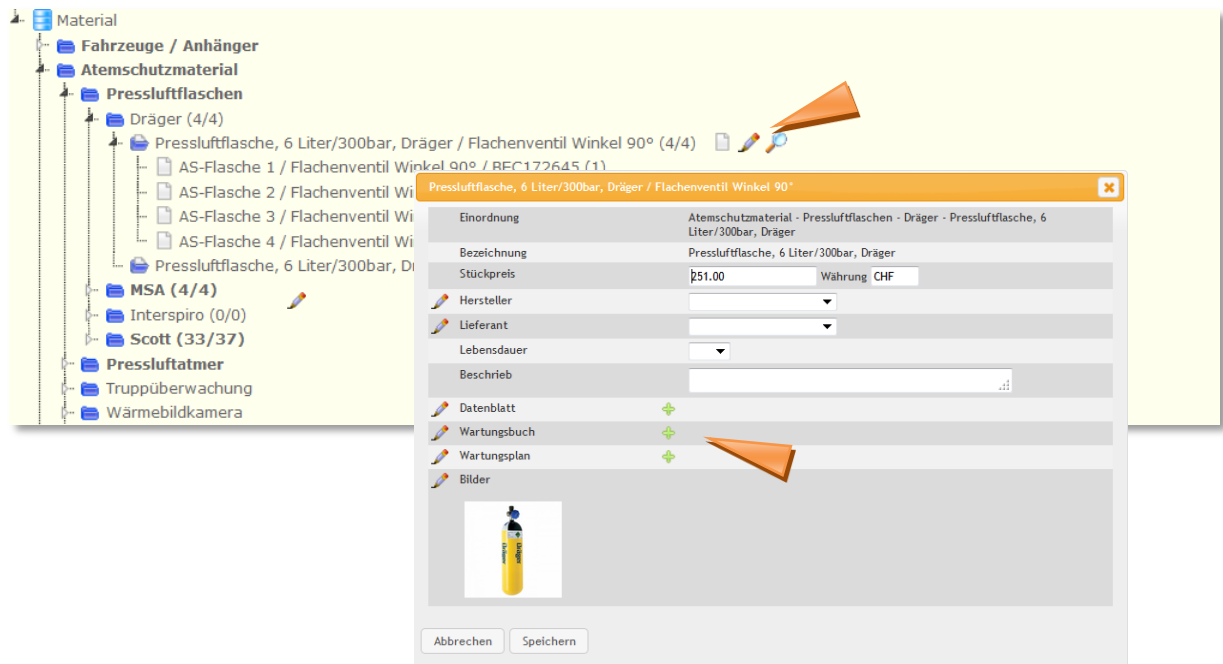 Material
Fahrzeuge / Anhänger
Atemschutzmaterial
Pressluftflaschen
Dräger (4/4)
Pressluftflasche, 6 Liter/300bar, Dräger / Flachenventil Winkel 90° (4/4)
AS-Flasche 1 / Flachenventil Winkel 90° / BEC172645 (1)
AS-Flasche 2 / Flachenventil Wi
AS-Flasche 3 / Flachenventil Wi
AS-Flasche 4 / Flachenventil Wi
Pressluftflasche, 6 Liter/300bar, Dr
MSA (4/4)
Interspiro (0/0)
Scott (33/37)
Pressluftatmer
Truppüberwachung
Wärmebildkamera
Pressluftflasche, 6 Liter/300bar, Dräger / Flachenventil Winkel 90°
Einordnung Atemschutzmaterial - Pressluftflaschen - Dräger - Pressluftflasche, 6
Liter/300bar, Dräger
Bezeichnung Pressluftflasche, 6 Liter/300bar, Dräger
Stückpreis 251.00 Währung CHF
Hersteller
Lieferant
Lebensdauer
Beschrieb
Datenblatt
Wartungsbuch
Wartungsplan
Bilder
Dräger Dräger
Abbrechen Speichern